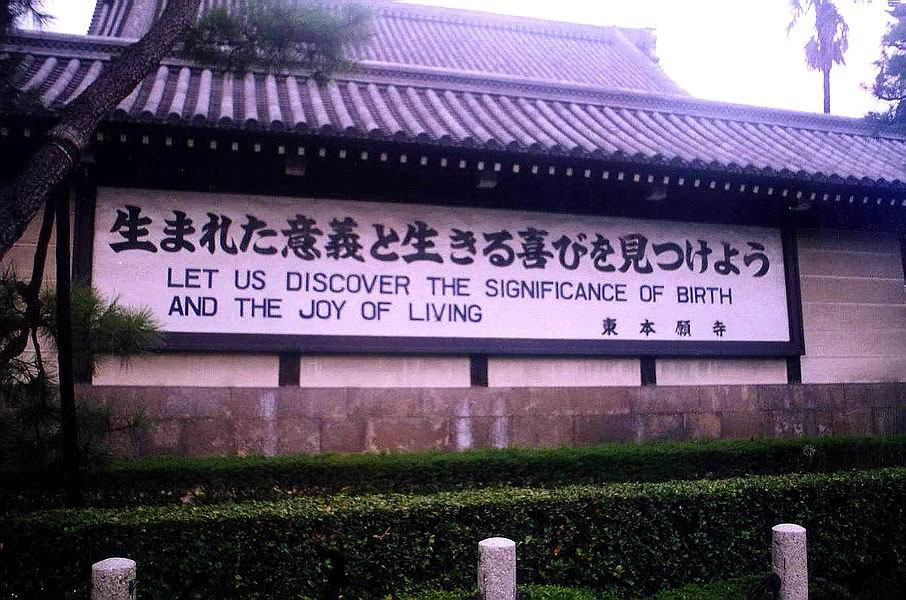 生まれた意義と生きる喜びを見つけよう
LET US DISCOVER THE SIGNIFICANCE OF BIRTH
AND THE JOY OF LIVING
東本願寺